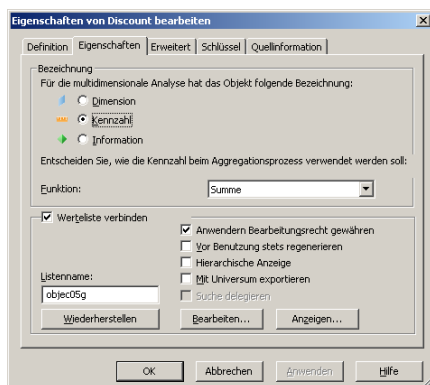 Eigenschaften von Discount bearbeiten
Definition Eigenschaften Erweitert Schlüssel Quellinformation
Bezeichnung
Für die multidimensionale Analyse hat das Objekt folgende Bezeichnung:
Dimension
Kennzahl
Information
Entscheiden Sie, wie die Kennzahl beim Aggregationsprozess verwendet werden soll:
Funktion: Summe
Werteliste verbinden
Anwendern Bearbeitungsrecht gewähren
Vor Benutzung stets regenerieren
Hierarchische Anzeige
Mit Universum exportieren
Suche delegieren
Listenname:
objec05g
Wiederherstellen Bearbeiten... Anzeigen...
OK Abbrechen Anwenden Hilfe